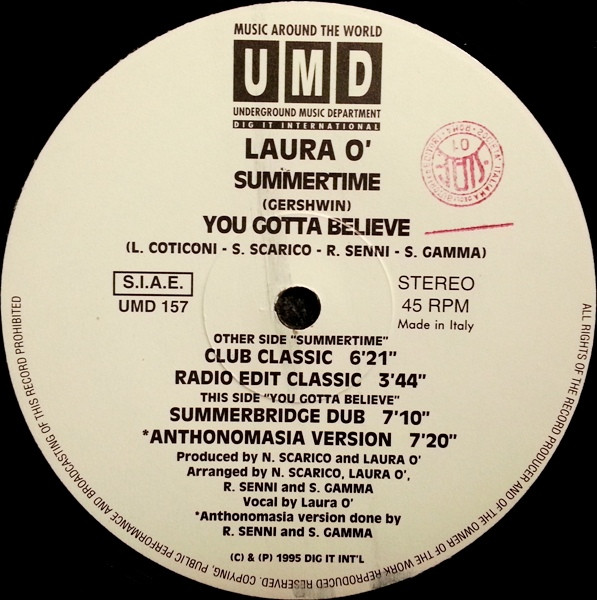 MUSIC AROUND THE WORLD
UMD
UNDERGROUND MUSIC DEPARTMENT
DIG IT INTERNATIONAL
LAURA O'
SUMMERTIME
(GERSHWIN)
YOU GOTTA BELIEVE
(L. COTICONI - S. SCARICO - R. SENNI - S. GAMMA)
S.I.A.E.
UMD 157
STEREO
45 RPM
Made in Italy
OTHER SIDE "SUMMERTIME"
CLUB CLASSIC 6'21"
RADIO EDIT CLASSIC 3'44"
THIS SIDE "YOU GOTTA BELIEVE"
SUMMERBRIDGE DUB 7'10"
*ANTHONOMASIA VERSION 7'20"
Produced by N. SCARICO and LAURA O'
Arranged by N. SCARICO, LAURA O',
R. SENNI and S. GAMMA
Vocal by Laura O'
*Anthonomasia version done by
R. SENNI and S. GAMMA
(C) & (P) 1995 DIG IT INT'L
ALL RIGHTS OF THE RECORD PRODUCER AND OF THE OWNER OF THE WORK REPRODUCED RESERVED. COPYING, PUBLIC PERFORMANCE AND BROADCASTING OF THIS RECORD PROHIBITED